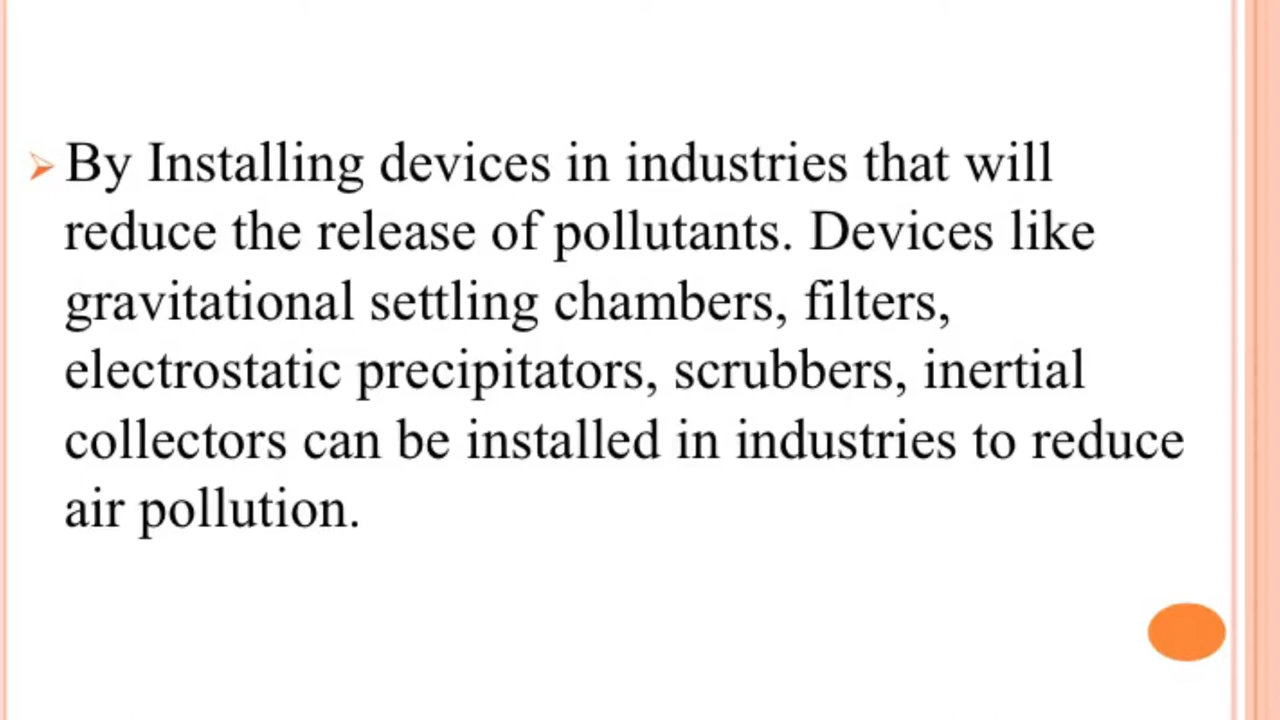 By Installing devices in industries that will
reduce the release of pollutants. Devices like
gravitational settling chambers, filters,
electrostatic precipitators, scrubbers, inertial
collectors can be installed in industries to reduce
air pollution.